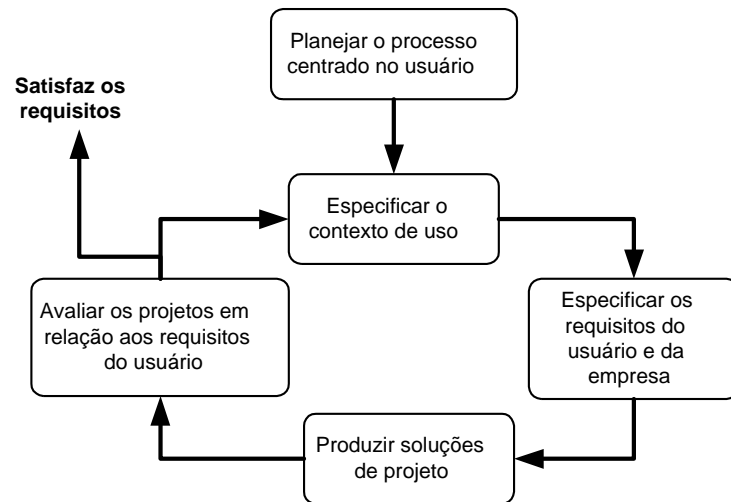 Planejar o processo
centrado no usuário
Satisfaz os
requisitos
Especificar o
contexto de uso
Avaliar os projetos em
relação aos requisitos
do usuário
Especificar os
requisitos do
usuário e da
empresa
Produzir soluções
de projeto